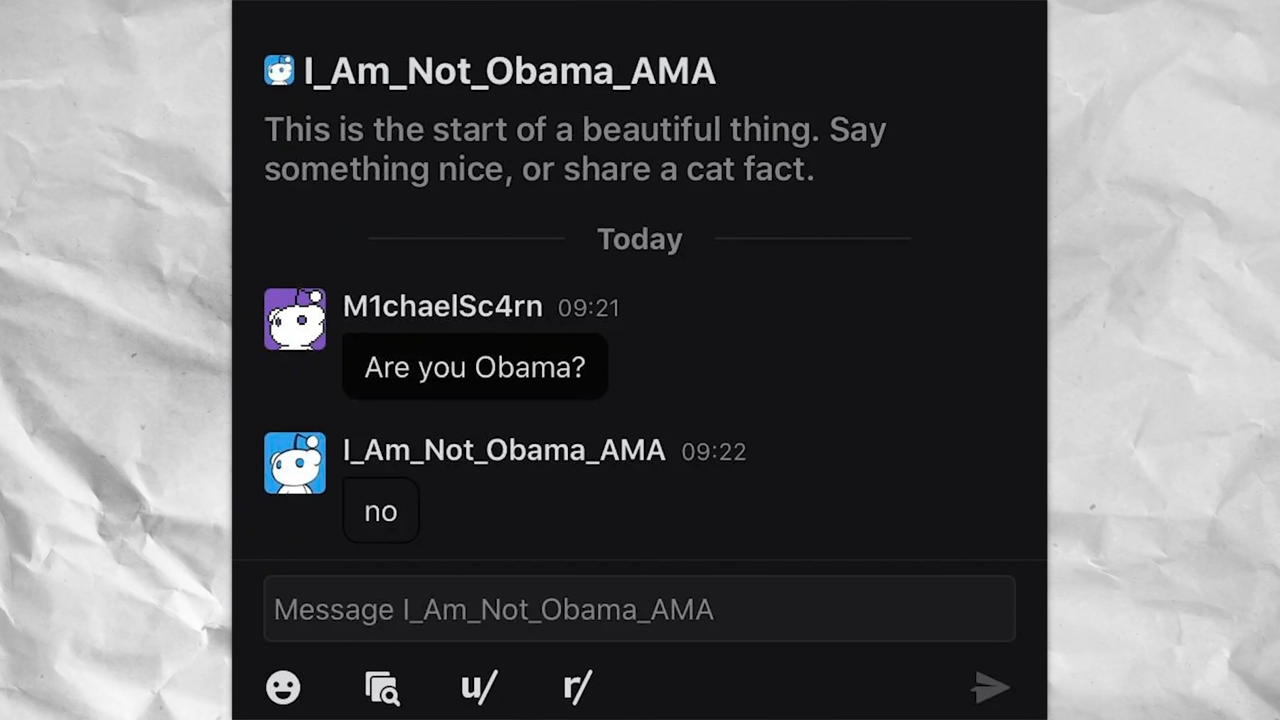 I_Am_Not_Obama_AMA
This is the start of a beautiful thing. Say
something nice, or share a cat fact.
Today
M1chaelSc4rn 09:21
Are you Obama?
I_Am_Not_Obama_AMA 09:22
no
Message I_Am_Not_Obama_AMA
u/ r/